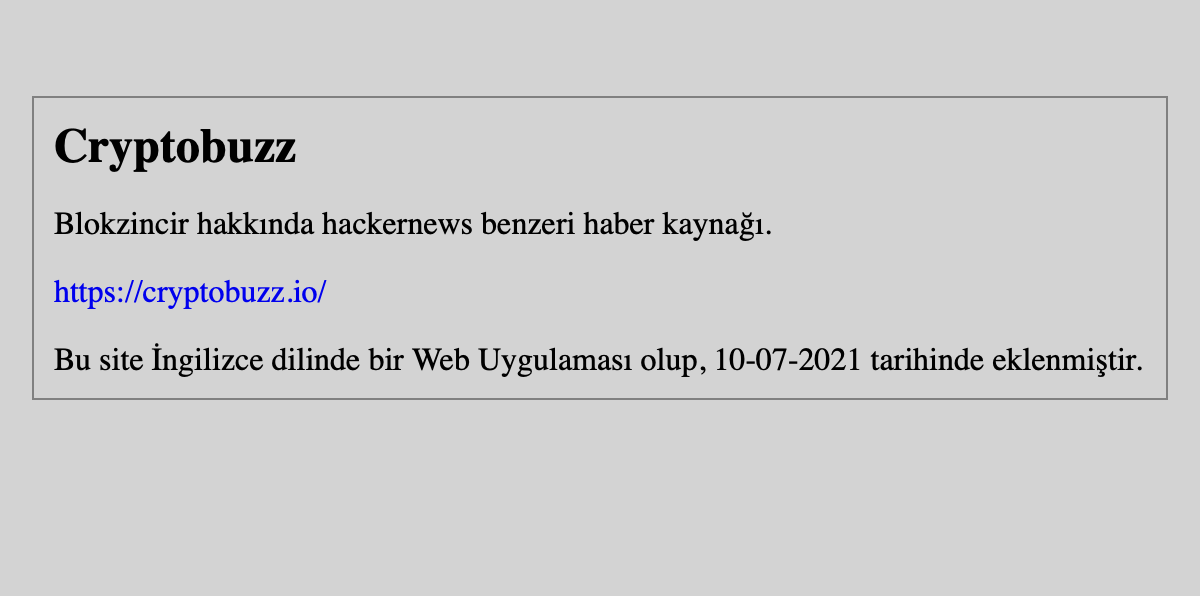 Cryptobuzz
Blokzincir hakkında hackernews benzeri haber kaynağı.
https://cryptobuzz.io/
Bu site İngilizce dilinde bir Web Uygulaması olup, 10-07-2021 tarihinde eklenmiştir.